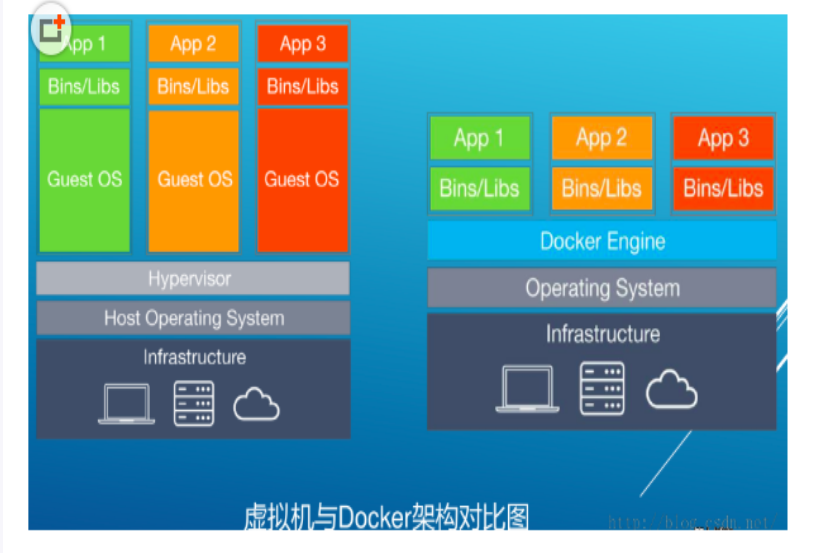 App 1
App 2
App 3
Bins/Libs
Bins/Libs
Bins/Libs
Guest OS
Guest OS
Guest OS
Hypervisor
Host Operating System
Infrastructure
App 1
App 2
App 3
Bins/Libs
Bins/Libs
Bins/Libs
Docker Engine
Operating System
Infrastructure
虚拟机与Docker架构对比图
http://blog.csdn.net/